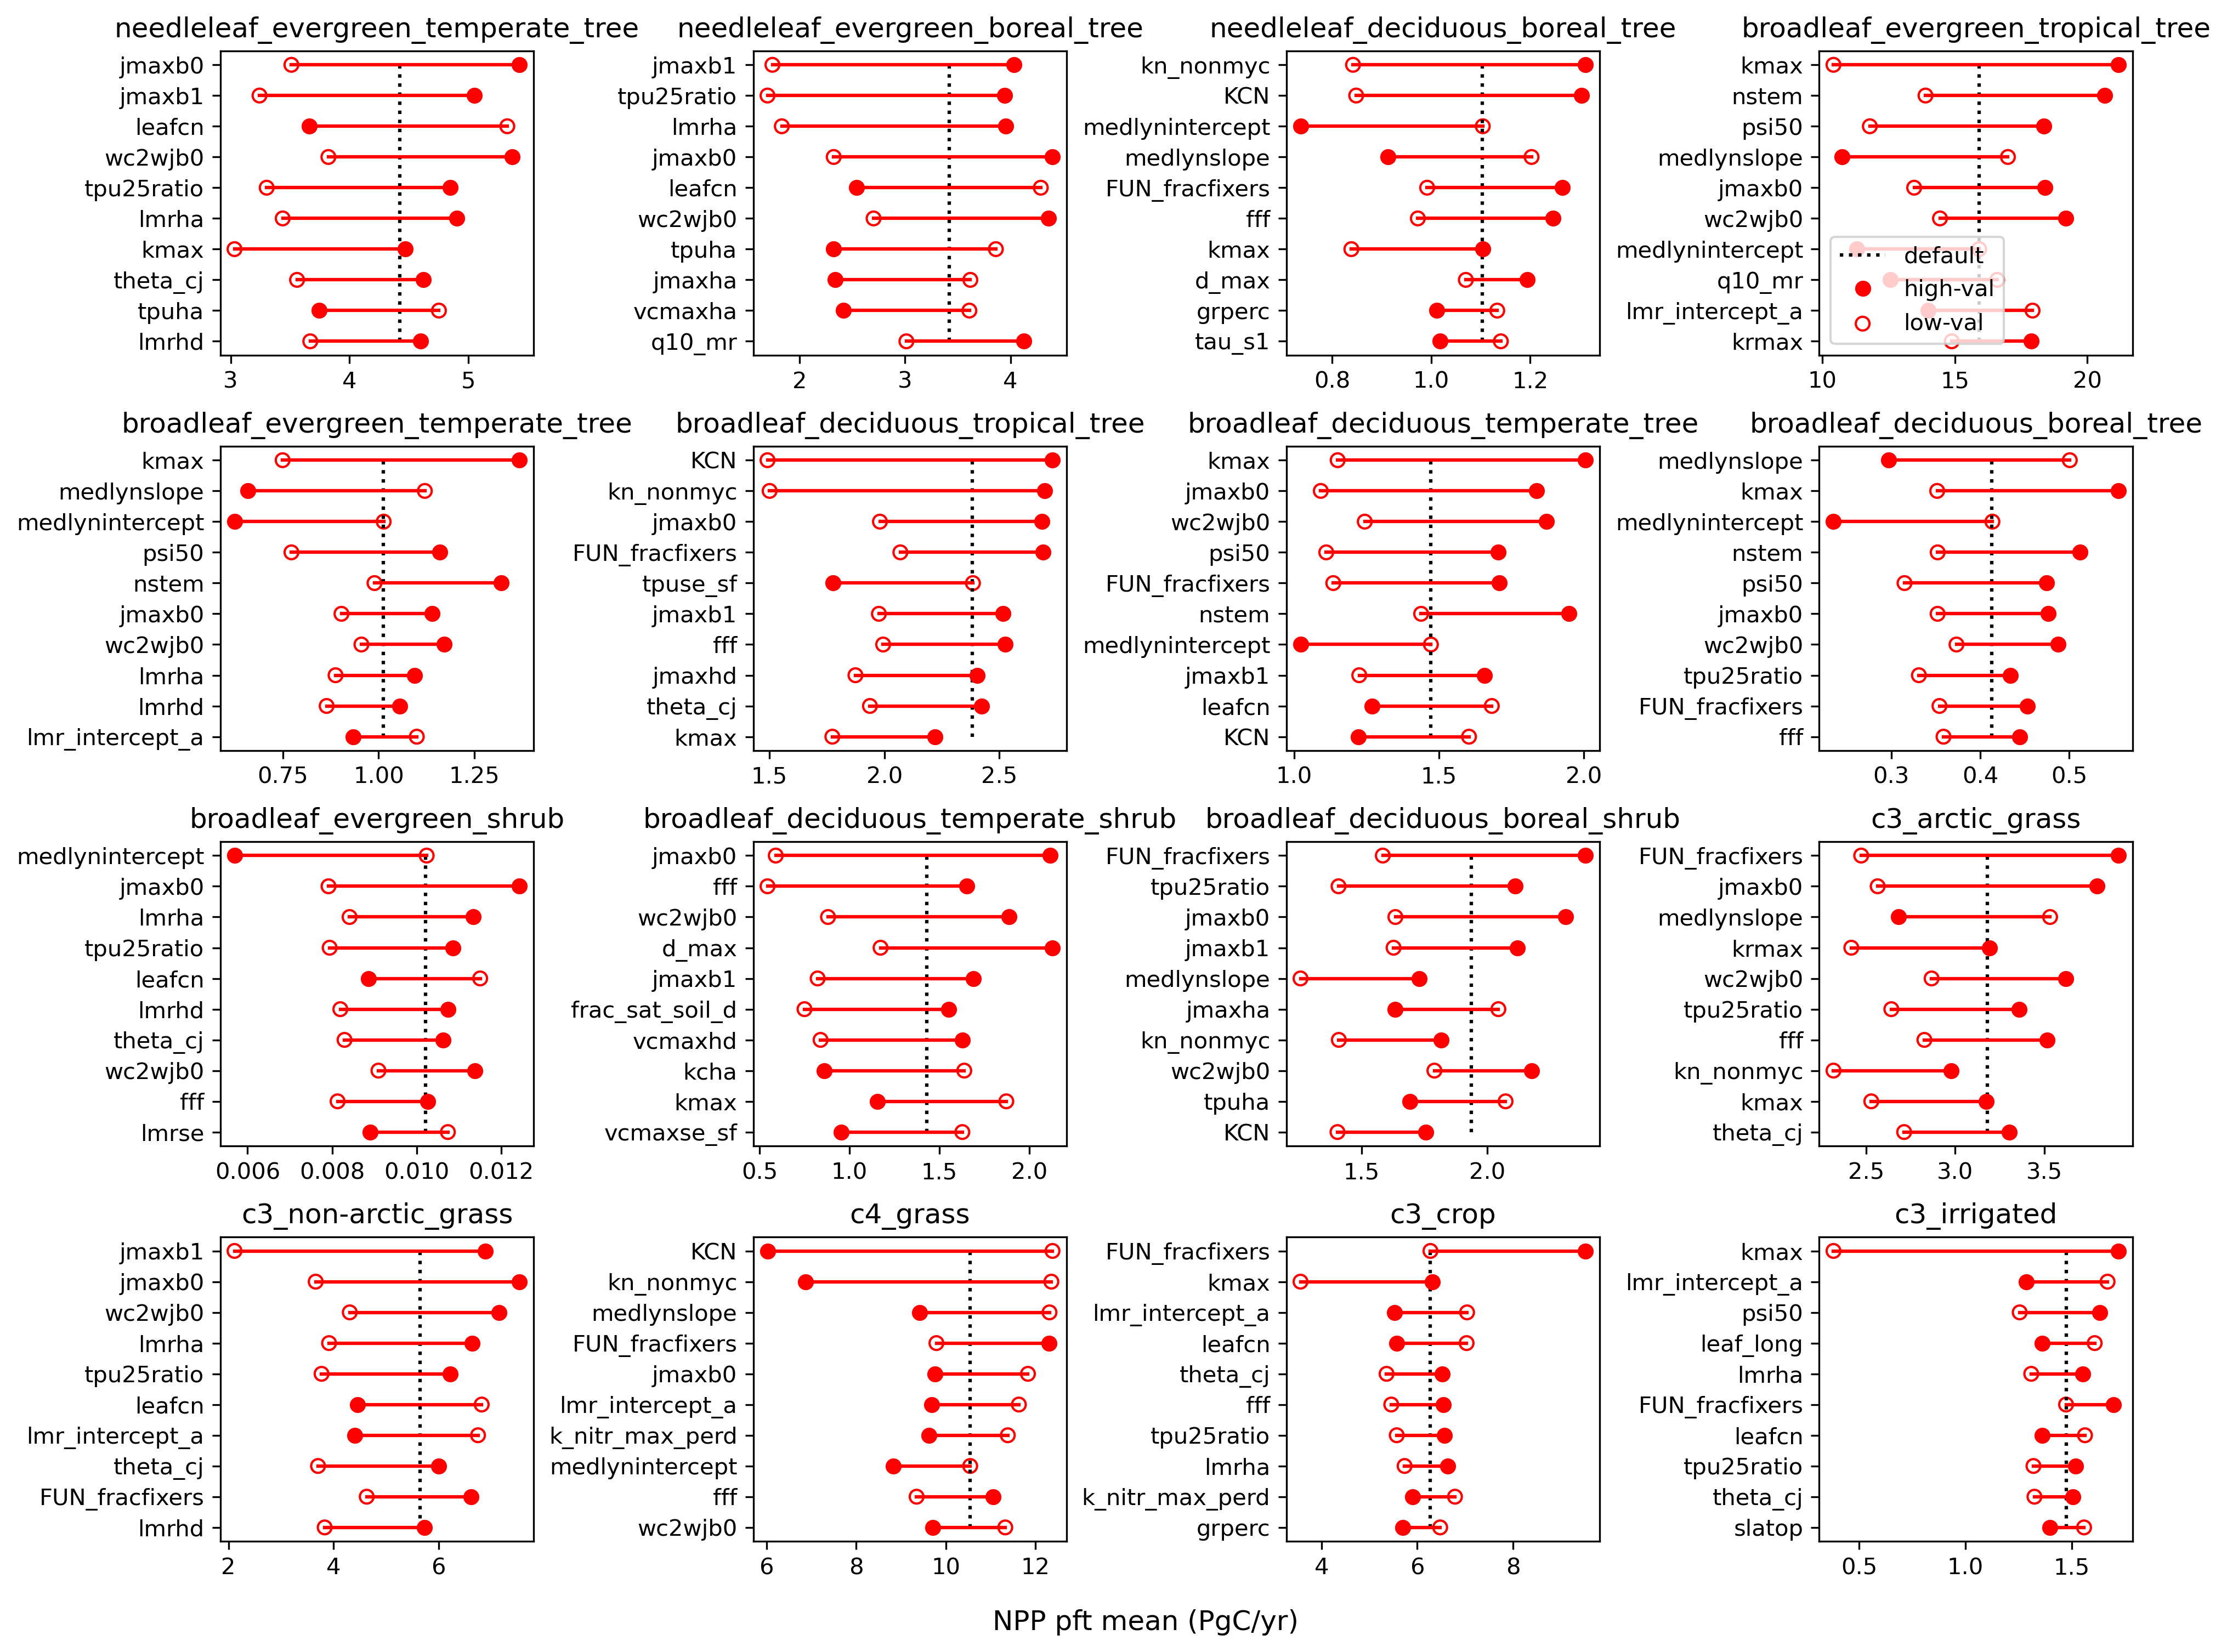 needleleaf_evergreen_temperate_tree
jmaxb0
jmaxb1
leafcn
wc2wjb0
tpu25ratio
lmrha
kmax
theta_cj
tpuha
lmrhd
3 4 5
needleleaf_evergreen_boreal_tree
jmaxb1
tpu25ratio
lmrha
jmaxb0
leafcn
wc2wjb0
tpuha
jmaxha
vcmaxha
q10_mr
2 3 4
needleleaf_deciduous_boreal_tree
kn_nonmyc
KCN
medlynintercept
medlynslope
FUN_fracfixers
fff
kmax
d_max
grperc
tau_s1
0.8 1.0 1.2
broadleaf_evergreen_tropical_tree
kmax
nstem
psi50
medlynslope
jmaxb0
wc2wjb0
medlynintercept
q10_mr
lmr_intercept_a
krmax
default
high-val
low-val
10 15 20
broadleaf_evergreen_temperate_tree
kmax
medlynslope
medlynintercept
psi50
nstem
jmaxb0
wc2wjb0
lmrha
lmrhd
lmr_intercept_a
0.75 1.00 1.25
broadleaf_deciduous_tropical_tree
KCN
kn_nonmyc
jmaxb0
FUN_fracfixers
tpuse_sf
jmaxb1
fff
jmaxhd
theta_cj
kmax
1.5 2.0 2.5
broadleaf_deciduous_temperate_tree
kmax
jmaxb0
wc2wjb0
psi50
FUN_fracfixers
nstem
medlynintercept
jmaxb1
leafcn
KCN
1.0 1.5 2.0
broadleaf_deciduous_boreal_tree
medlynslope
kmax
medlynintercept
nstem
psi50
jmaxb0
wc2wjb0
tpu25ratio
FUN_fracfixers
fff
0.3 0.4 0.5
broadleaf_evergreen_shrub
medlynintercept
jmaxb0
lmrha
tpu25ratio
leafcn
lmrhd
theta_cj
wc2wjb0
fff
lmrse
0.006 0.008 0.010 0.012
broadleaf_deciduous_temperate_shrub
jmaxb0
fff
wc2wjb0
d_max
jmaxb1
frac_sat_soil_d
vcmaxhd
kcha
kmax
vcmaxse_sf
0.5 1.0 1.5 2.0
broadleaf_deciduous_boreal_shrub
FUN_fracfixers
tpu25ratio
jmaxb0
jmaxb1
medlynslope
jmaxha
kn_nonmyc
wc2wjb0
tpuha
KCN
1.5 2.0
c3_arctic_grass
FUN_fracfixers
jmaxb0
medlynslope
krmax
wc2wjb0
tpu25ratio
fff
kn_nonmyc
kmax
theta_cj
2.5 3.0 3.5
c3_non-arctic_grass
jmaxb1
jmaxb0
wc2wjb0
lmrha
tpu25ratio
leafcn
lmr_intercept_a
theta_cj
FUN_fracfixers
lmrhd
2 4 6
c4_grass
KCN
kn_nonmyc
medlynslope
FUN_fracfixers
jmaxb0
lmr_intercept_a
k_nitr_max_perd
medlynintercept
fff
wc2wjb0
6 8 10 12
c3_crop
FUN_fracfixers
kmax
lmr_intercept_a
leafcn
theta_cj
fff
tpu25ratio
lmrha
k_nitr_max_perd
grperc
4 6 8
c3_irrigated
kmax
lmr_intercept_a
psi50
leaf_long
lmrha
FUN_fracfixers
leafcn
tpu25ratio
theta_cj
slatop
0.5 1.0 1.5
NPP pft mean (PgC/yr)